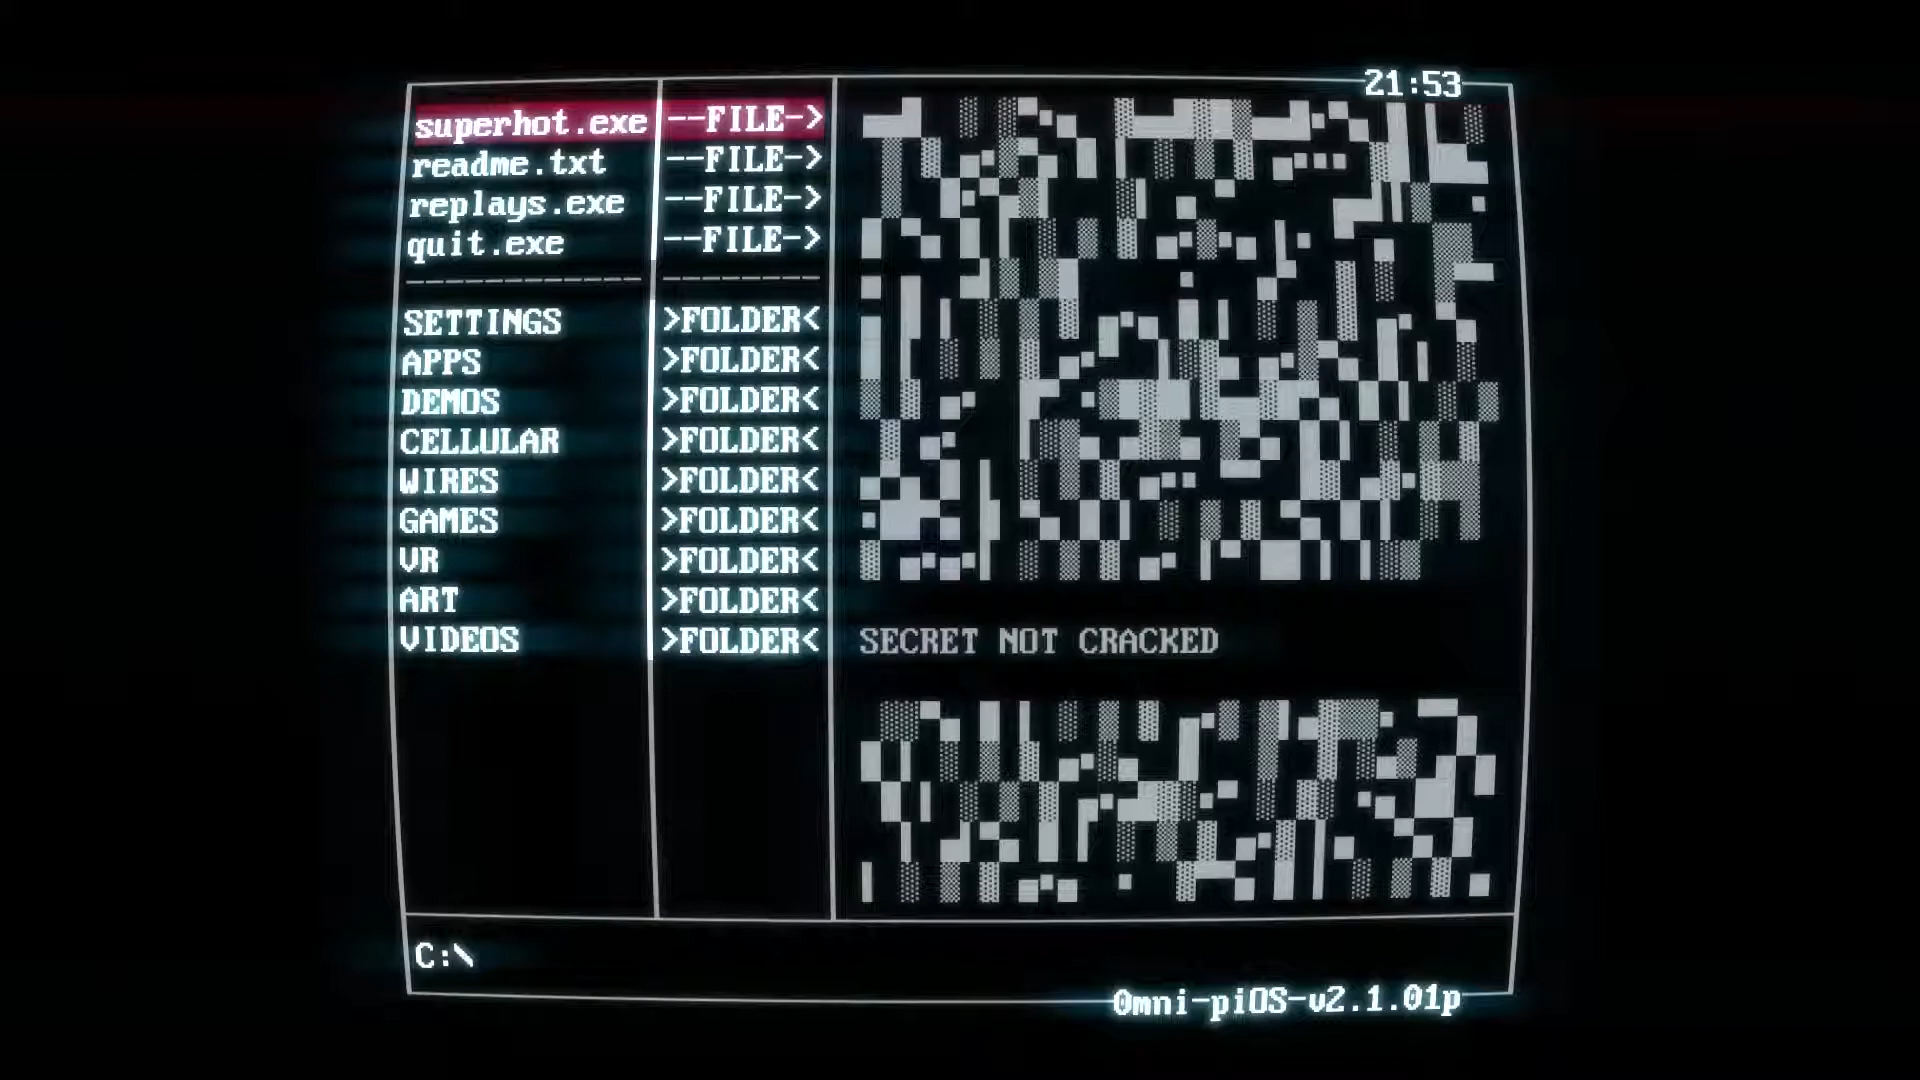 21:53
superhot.exe --FILE->
readme.txt --FILE->
replays.exe --FILE->
quit.exe --FILE->
SETTINGS >FOLDER<
APPS >FOLDER<
DEMOS >FOLDER<
CELLULAR >FOLDER<
WIRES >FOLDER<
GAMES >FOLDER<
VR >FOLDER<
ART >FOLDER<
VIDEOS >FOLDER<
SECRET NOT CRACKED
C:\
0mni-piOS-v2.1.01p